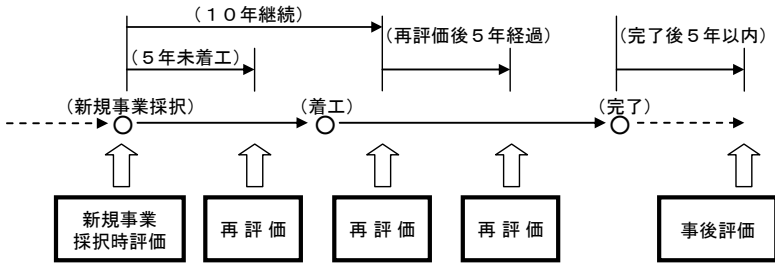 （１０年継続）
（再評価後５年経過）
（完了後５年以内）
（５年未着工）
（新規事業採択）
（着工）
（完了）
新規事業
採択時評価
再 評 価
再 評 価
再 評 価
事後評価